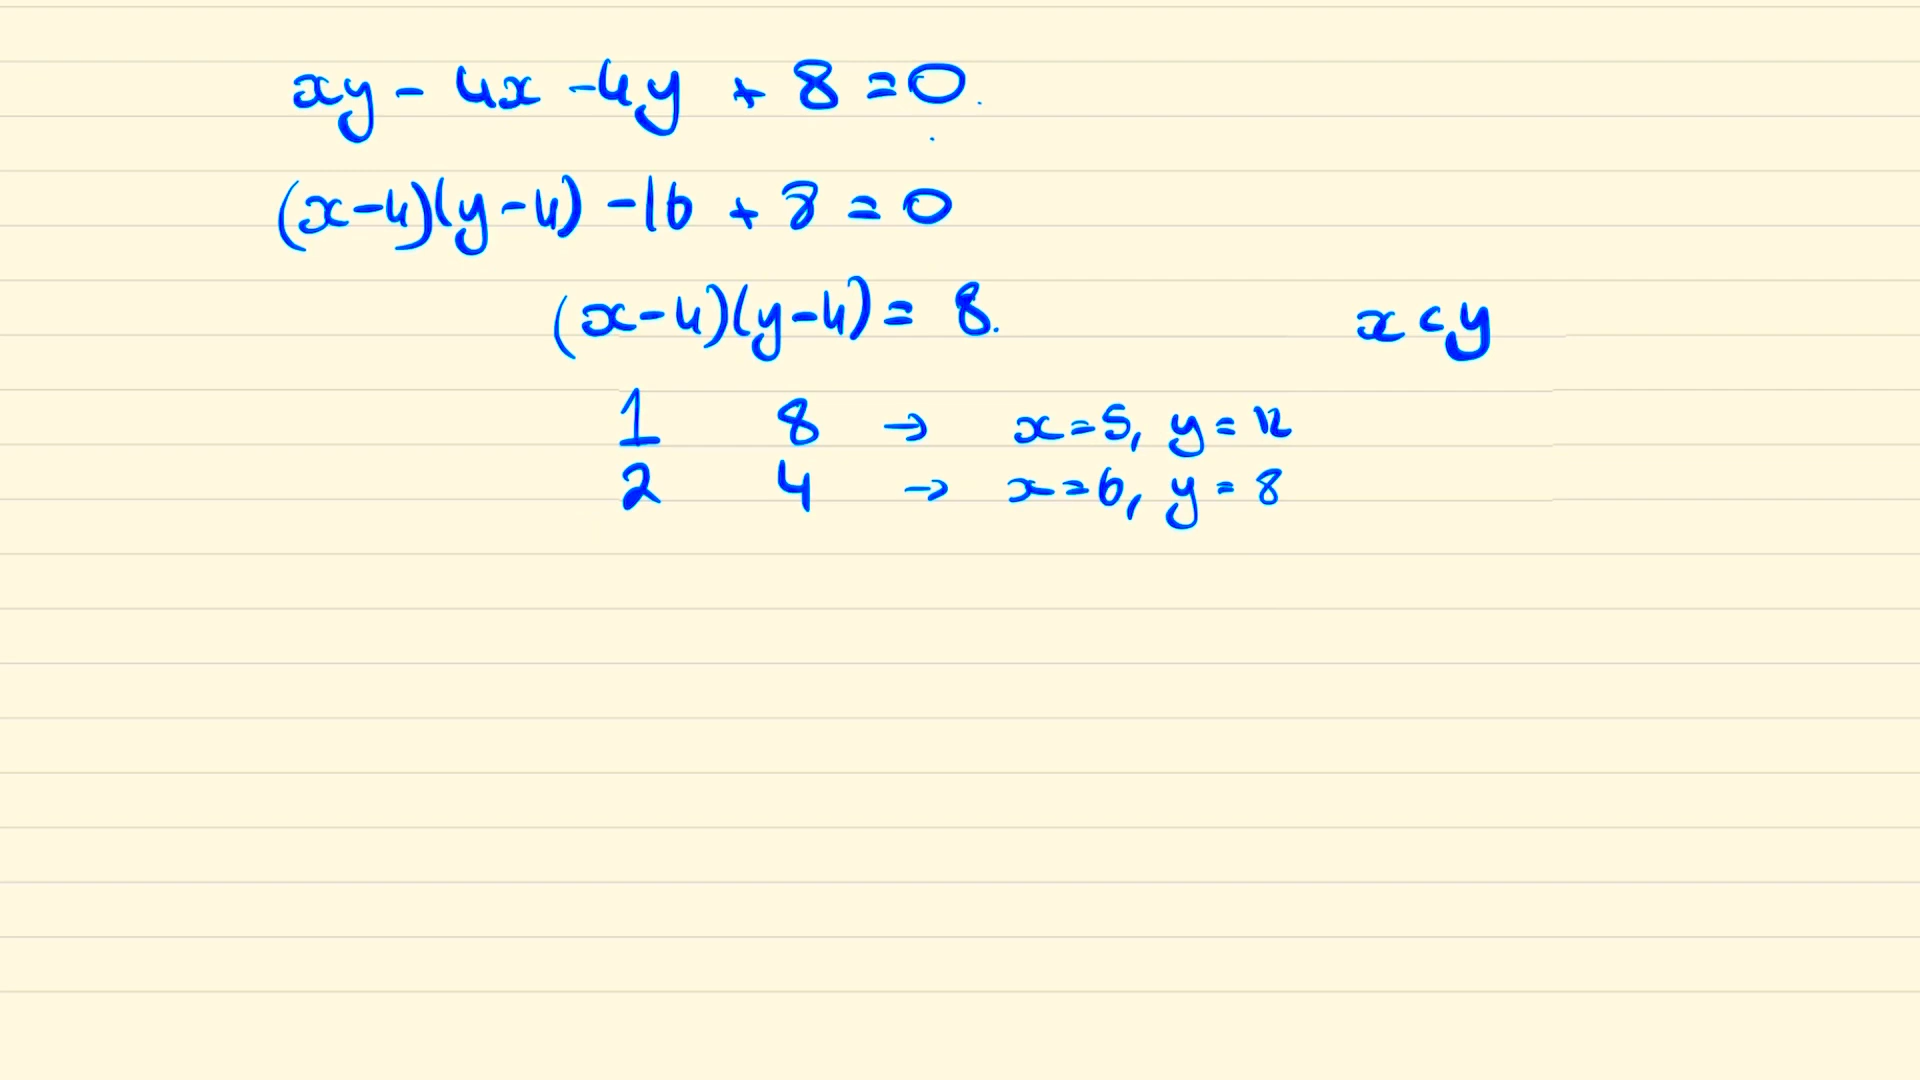 xy - 4x - 4y + 8 = 0.
(x-4)(y-4) - 16 + 8 = 0
(x-4)(y-4) = 8. x < y
1 8 → x=5, y=12
2 4 → x=6, y=8